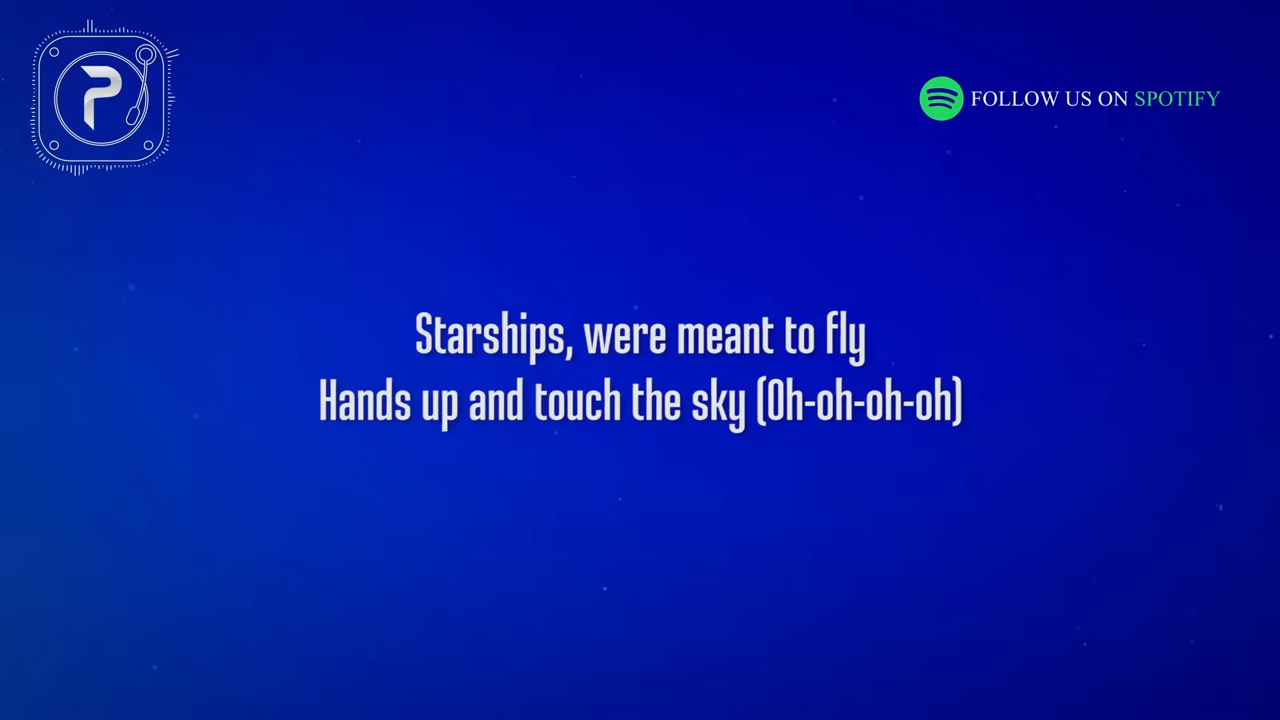 P
FOLLOW US ON SPOTIFY
Starships, were meant to fly
Hands up and touch the sky (Oh-oh-oh-oh)